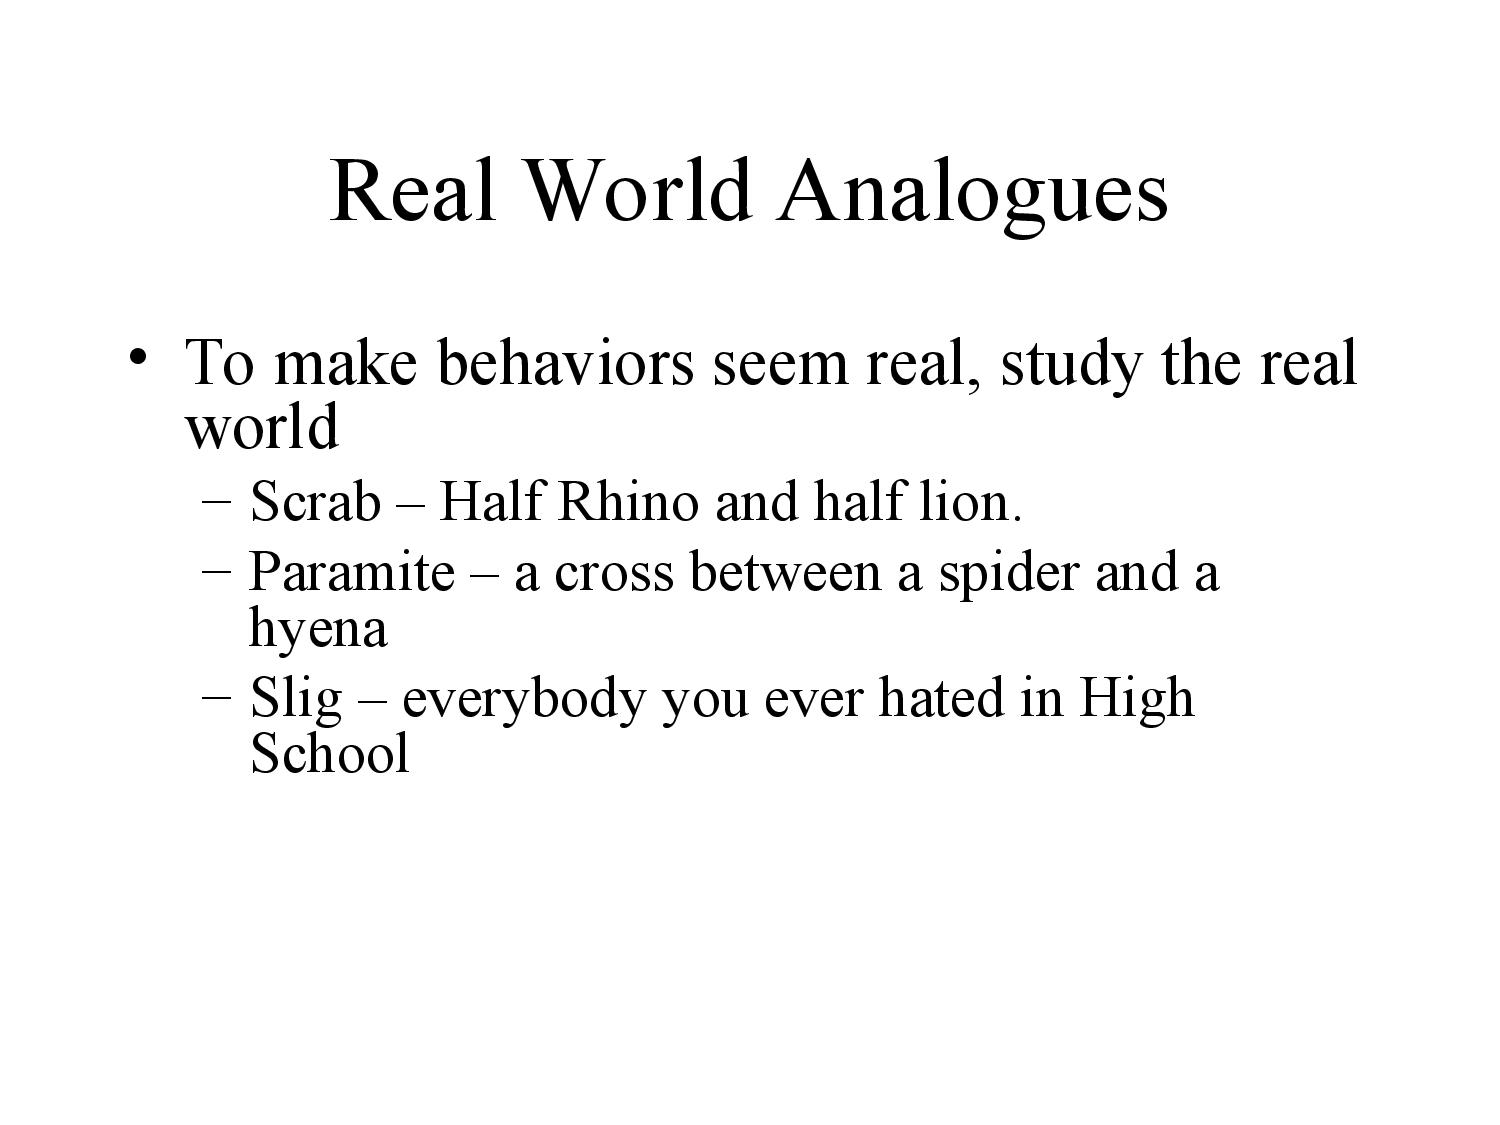 Real World Analogues
• To make behaviors seem real, study the real
world
– Scrab – Half Rhino and half lion.
– Paramite – a cross between a spider and a
hyena
– Slig – everybody you ever hated in High
School